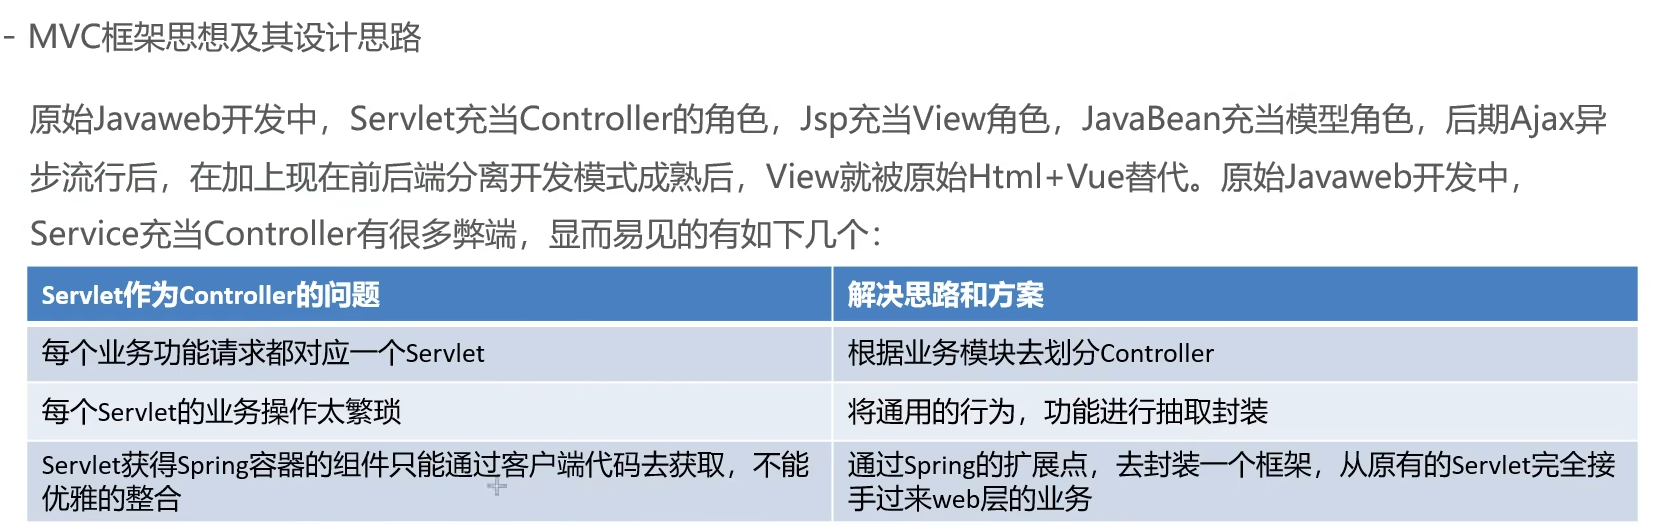 - MVC框架思想及其设计思路
原始Javaweb开发中，Servlet充当Controller的角色，Jsp充当View角色，JavaBean充当模型角色，后期Ajax异
步流行后，在加上现在前后端分离开发模式成熟后，View就被原始Html+Vue替代。原始Javaweb开发中，
Service充当Controller有很多弊端，显而易见的有如下几个：
Servlet作为Controller的问题
解决思路和方案
每个业务功能请求都对应一个Servlet
根据业务模块去划分Controller
每个Servlet的业务操作太繁琐
将通用的行为，功能进行抽取封装
Servlet获得Spring容器的组件只能通过客户端代码去获取，不能
优雅的整合
通过Spring的扩展点，去封装一个框架，从原有的Servlet完全接
手过来web层的业务